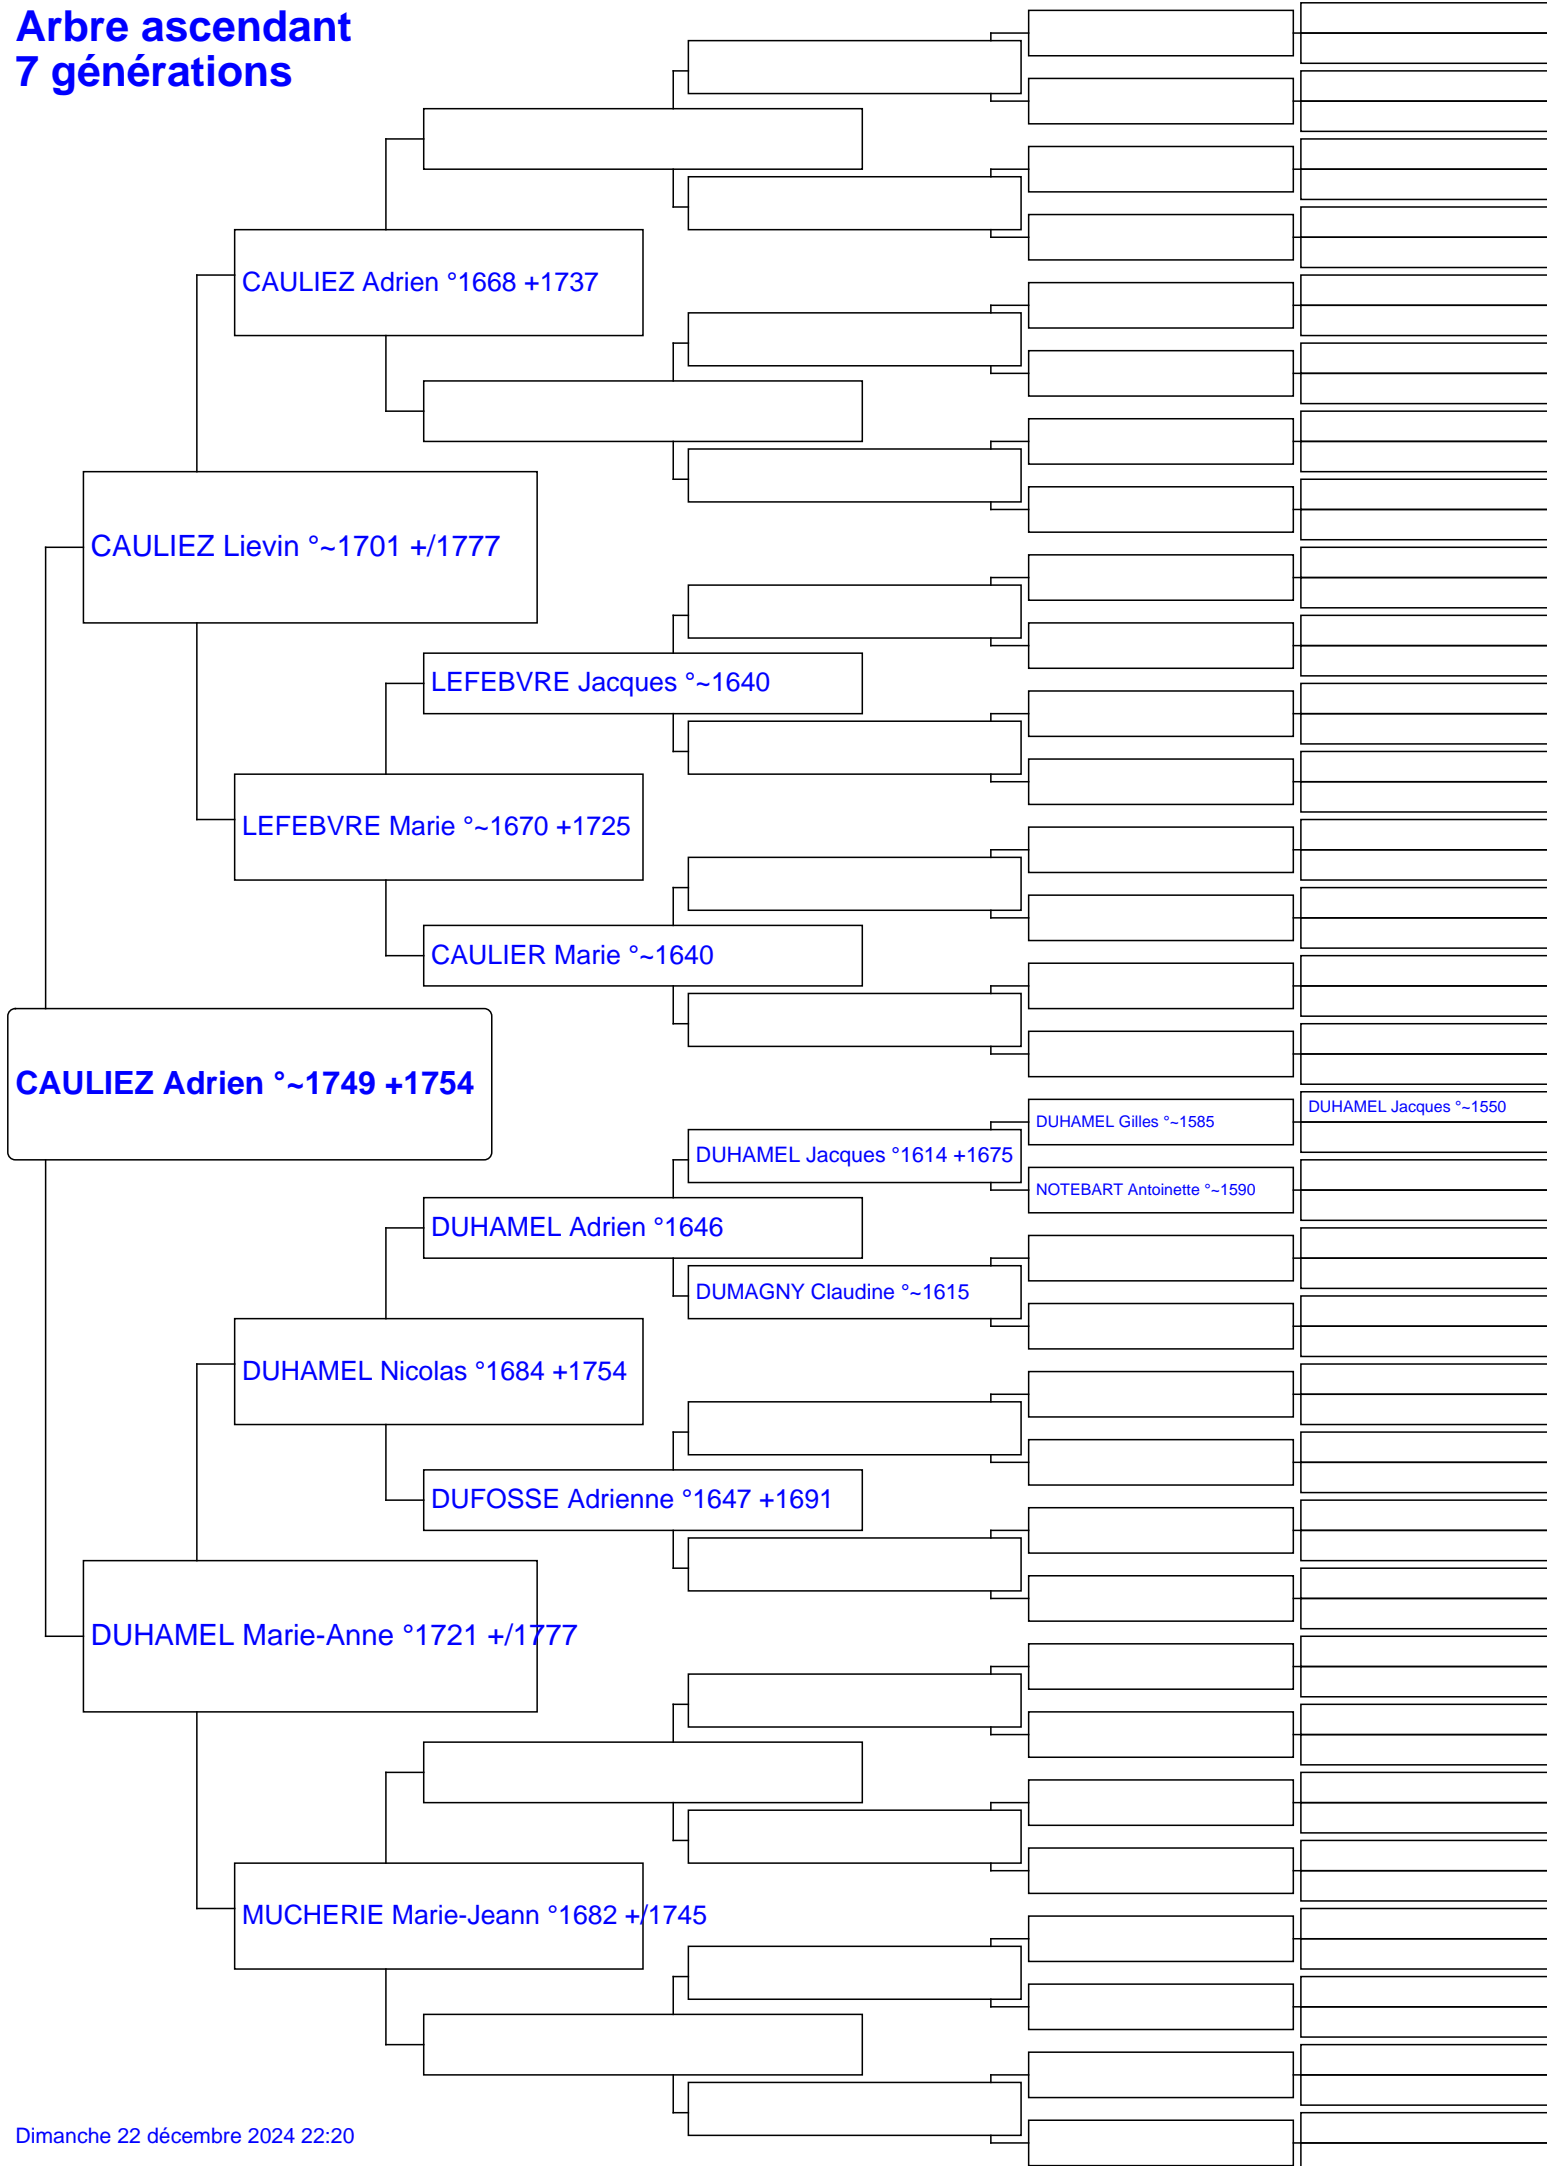 Arbre ascendant
7 générations
CAULIEZ Adrien °1668 +1737
CAULIEZ Lievin °~1701 +/1777
LEFEBVRE Jacques °~1640
LEFEBVRE Marie °~1670 +1725
CAULIER Marie °~1640
CAULIEZ Adrien °~1749 +1754
DUHAMEL Jacques °~1550
DUHAMEL Gilles °~1585
DUHAMEL Jacques °1614 +1675
NOTEBART Antoinette °~1590
DUHAMEL Adrien °1646
DUMAGNY Claudine °~1615
DUHAMEL Nicolas °1684 +1754
DUFOSSE Adrienne °1647 +1691
DUHAMEL Marie-Anne °1721 +/1777
MUCHERIE Marie-Jeann °1682 +/1745
Dimanche 22 décembre 2024 22:20